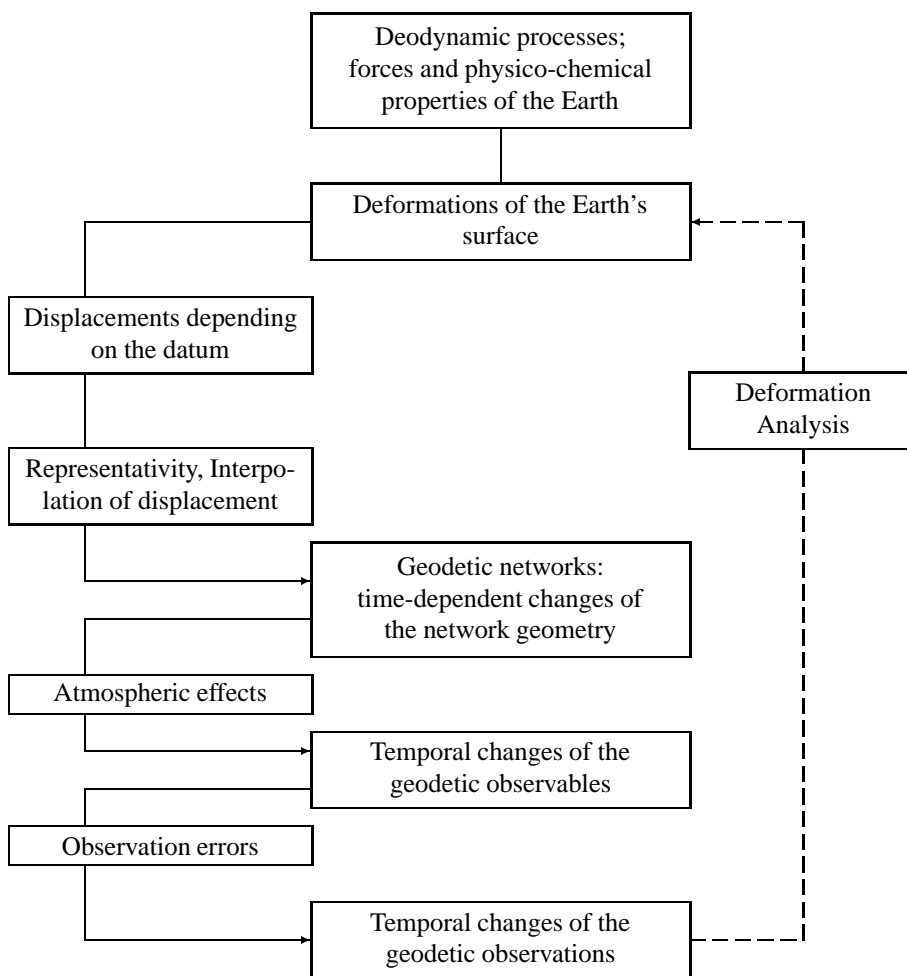 Deodynamic processes;
forces and physico-chemical
properties of the Earth
Deformations of the Earth's
surface
Displacements depending
on the datum
Deformation
Analysis
Representativity, Interpo-
lation of displacement
Geodetic networks:
time-dependent changes of
the network geometry
Atmospheric effects
Temporal changes of the
geodetic observables
Observation errors
Temporal changes of the
geodetic observations